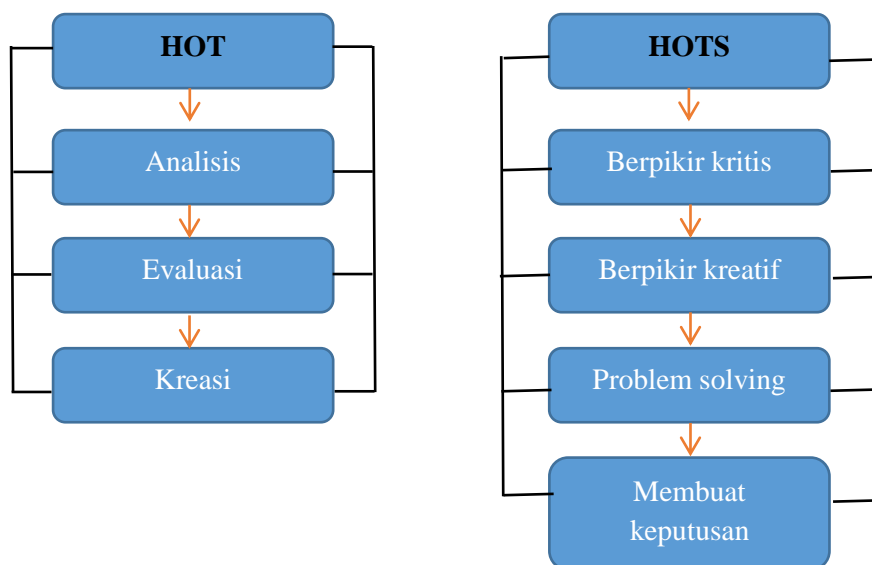 HOT
Analisis
Evaluasi
Kreasi
HOTS
Berpikir kritis
Berpikir kreatif
Problem solving
Membuat
keputusan